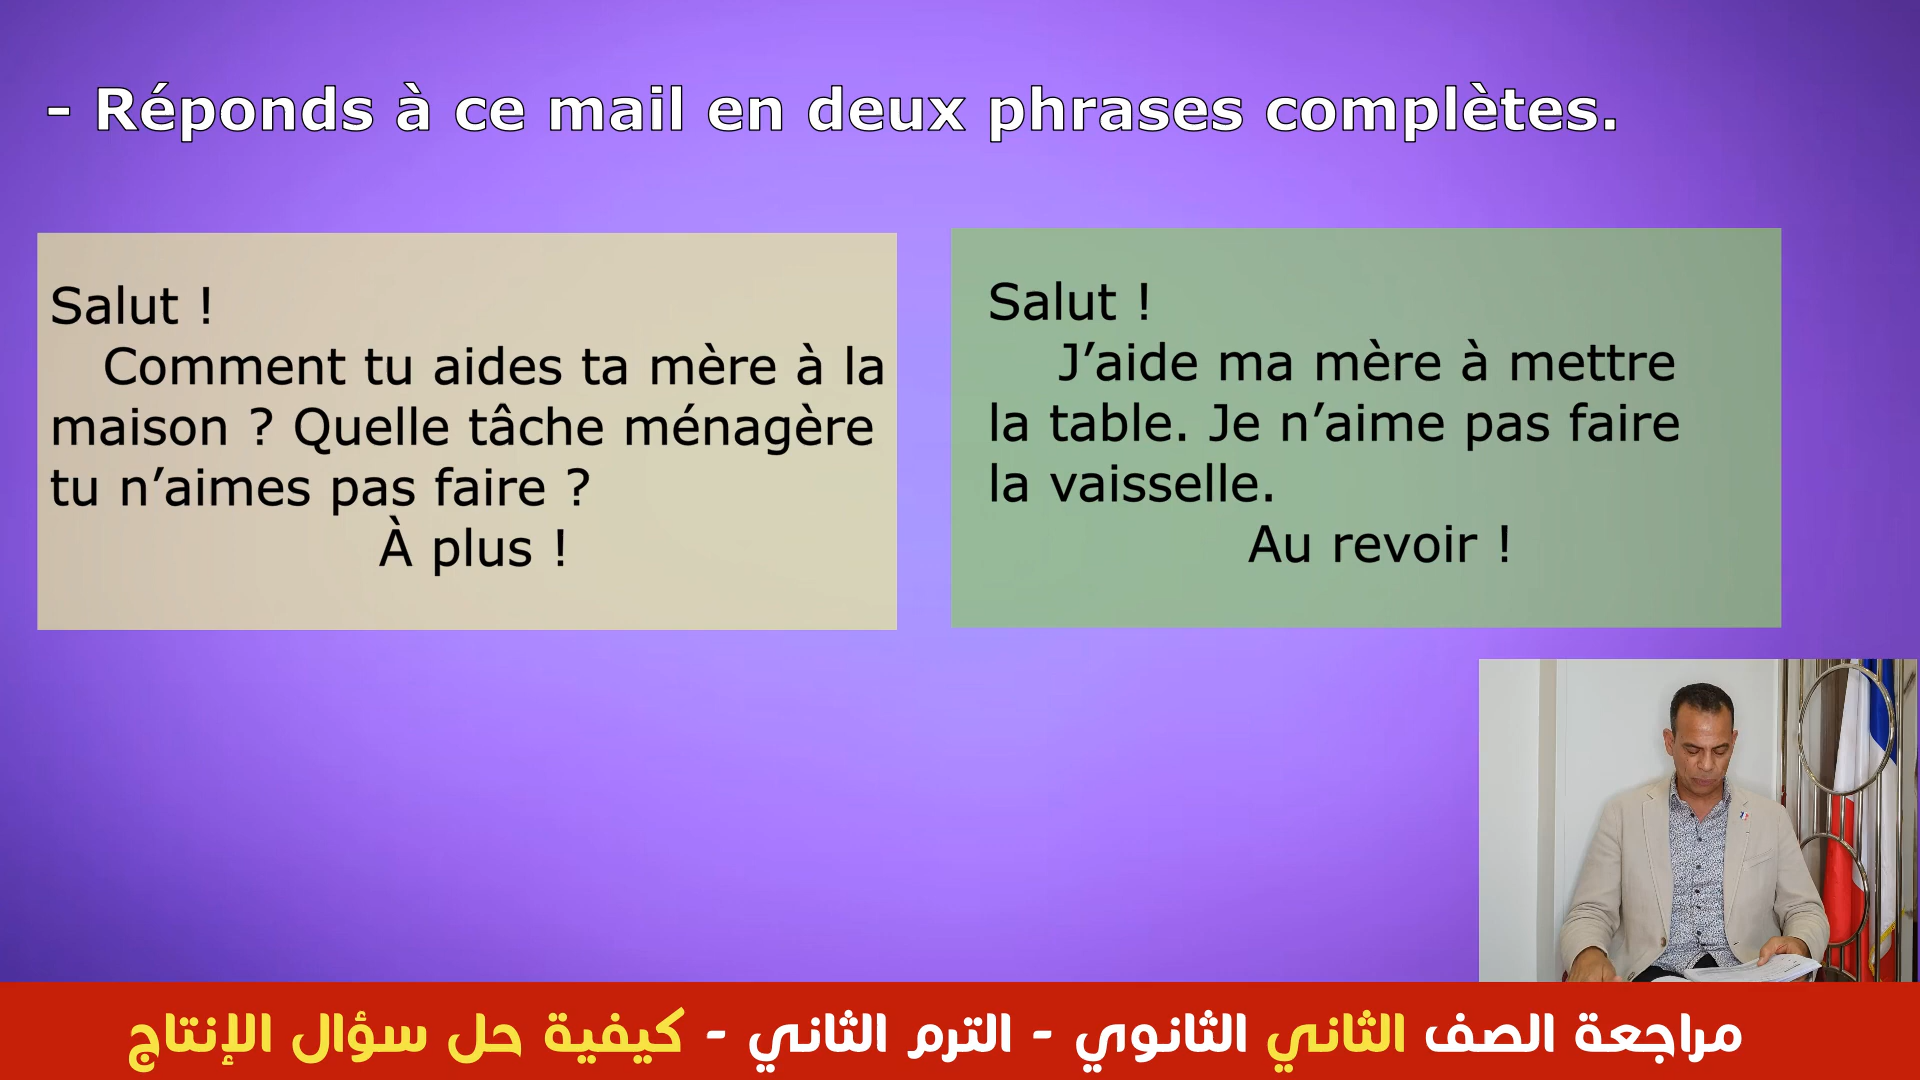 - Réponds à ce mail en deux phrases complètes.
Salut !
Comment tu aides ta mère à la
maison ? Quelle tâche ménagère
tu n’aimes pas faire ?
À plus !
Salut !
J’aide ma mère à mettre
la table. Je n’aime pas faire
la vaisselle.
Au revoir !
مراجعة الصف الثاني الثانوي - الترم الثاني - كيفية حل سؤال الإنتاج